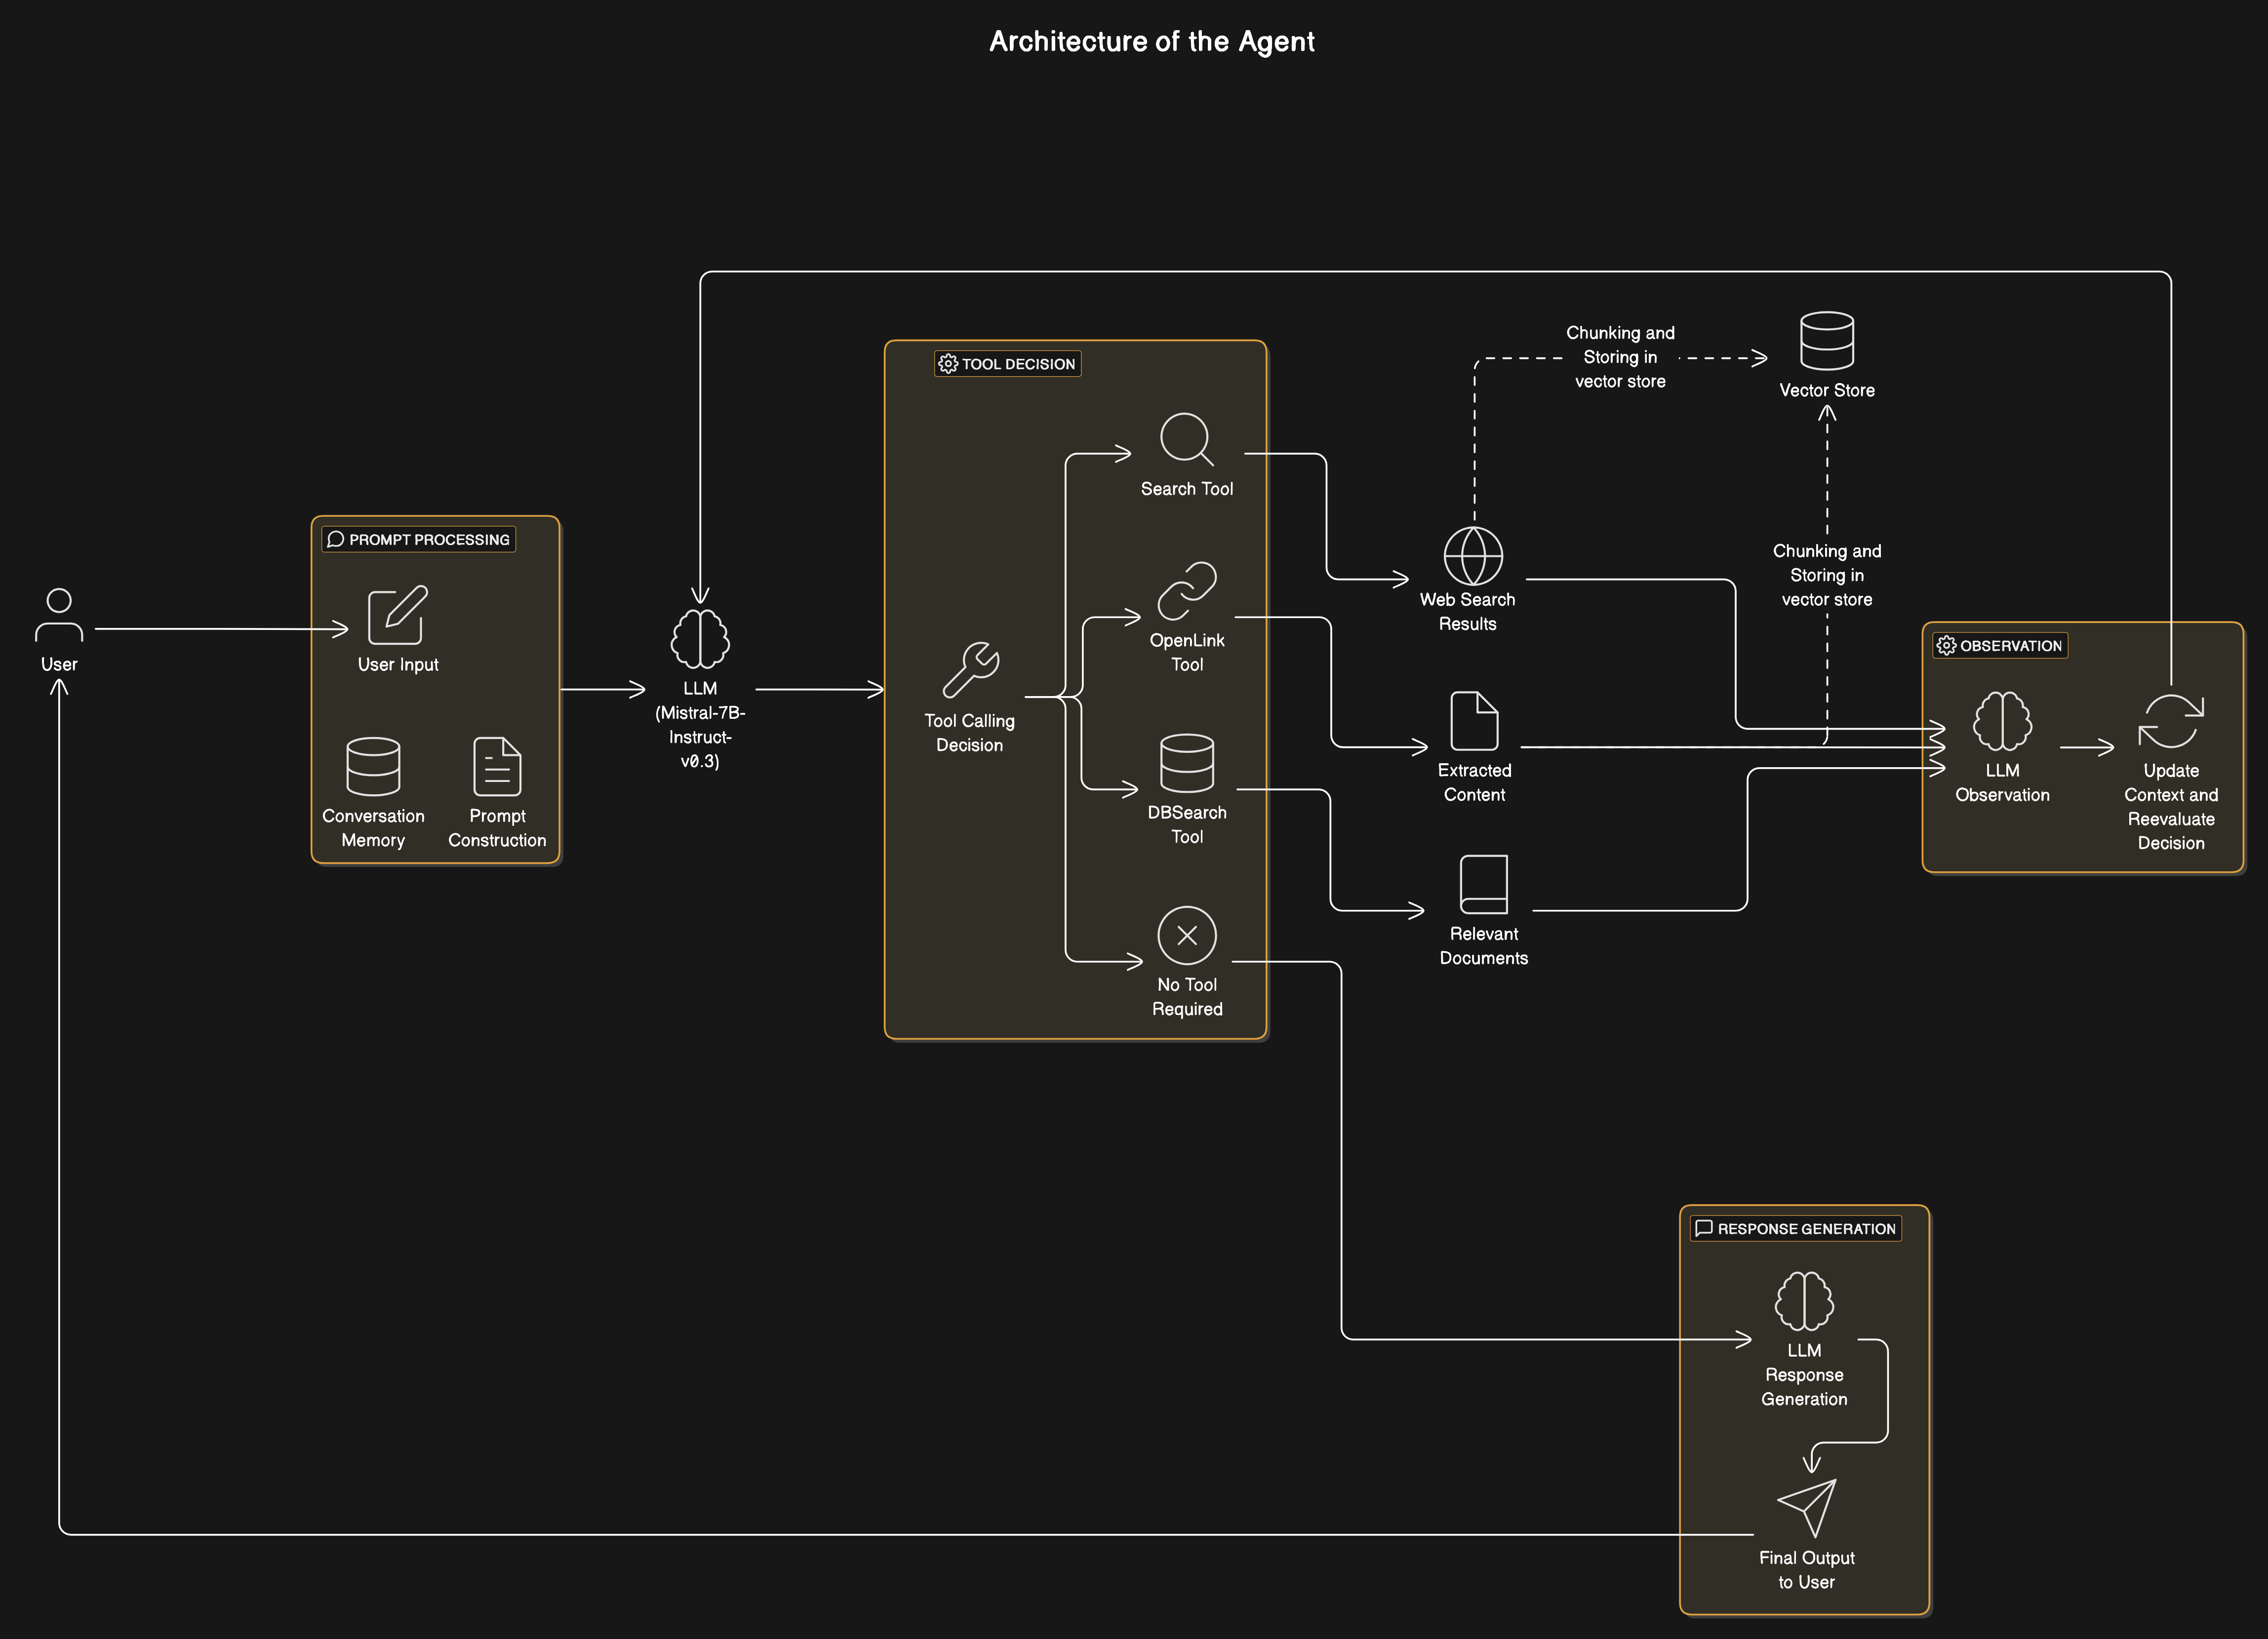 Architecture of the Agent
User
PROMPT PROCESSING
User Input
Conversation
Memory
Prompt
Construction
LLM
(Mistral-7B-
Instruct-
v0.3)
TOOL DECISION
Tool Calling
Decision
Search Tool
OpenLink
Tool
DBSearch
Tool
No Tool
Required
Web Search
Results
Extracted
Content
Relevant
Documents
Chunking and
Storing in
vector store
Vector Store
Chunking and
Storing in
vector store
OBSERVATION
LLM
Observation
Update
Context and
Reevaluate
Decision
RESPONSE GENERATION
LLM
Response
Generation
Final Output
to User